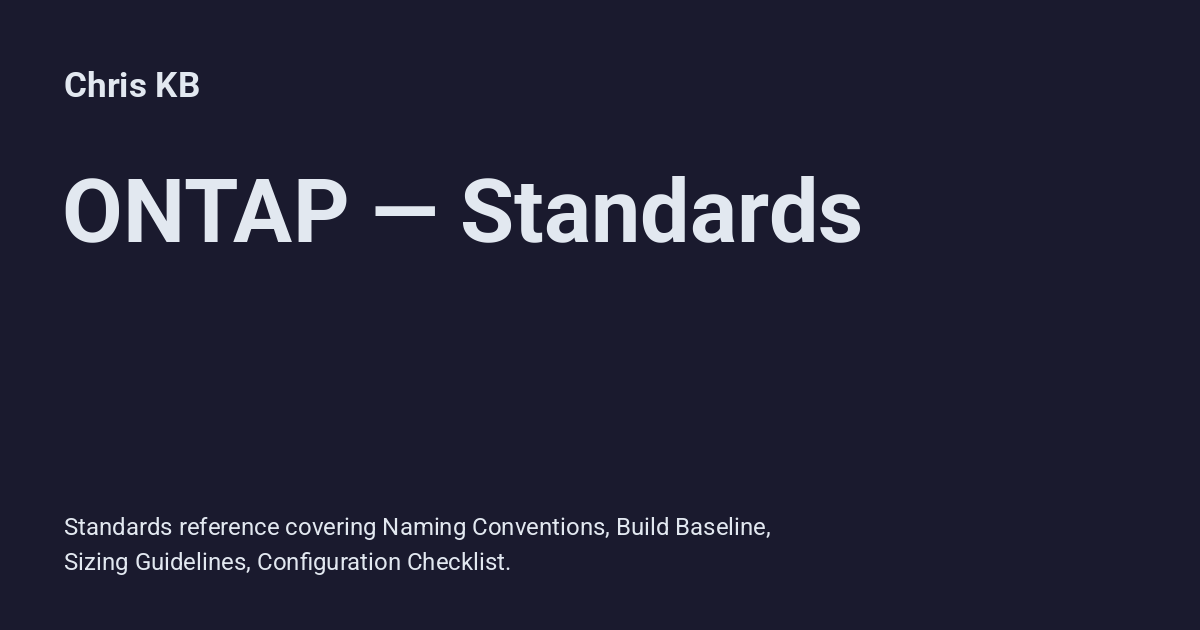 Chris KB
ONTAP — Standards
Standards reference covering Naming Conventions, Build Baseline,
Sizing Guidelines, Configuration Checklist.